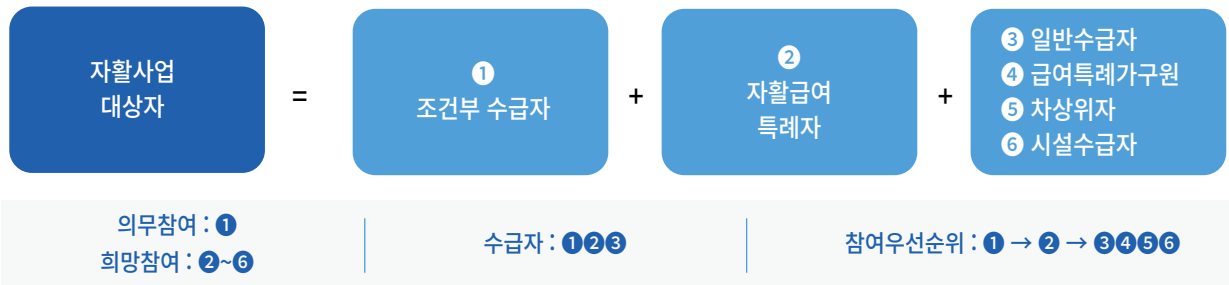 자활사업
대상자
=
❶
조건부 수급자
+
❷
자활급여
특례자
+
❸ 일반수급자
❹ 급여특례가구원
❺ 차상위자
❻ 시설수급자
의무참여 : ❶
희망참여 : ❷~❻
수급자 : ❶❷❸
참여우선순위 : ❶ → ❷ → ❸❹❺❻